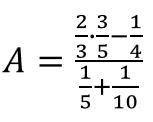 A = (2/3 · 3/5 − 1/4) / (1/5 + 1/10)